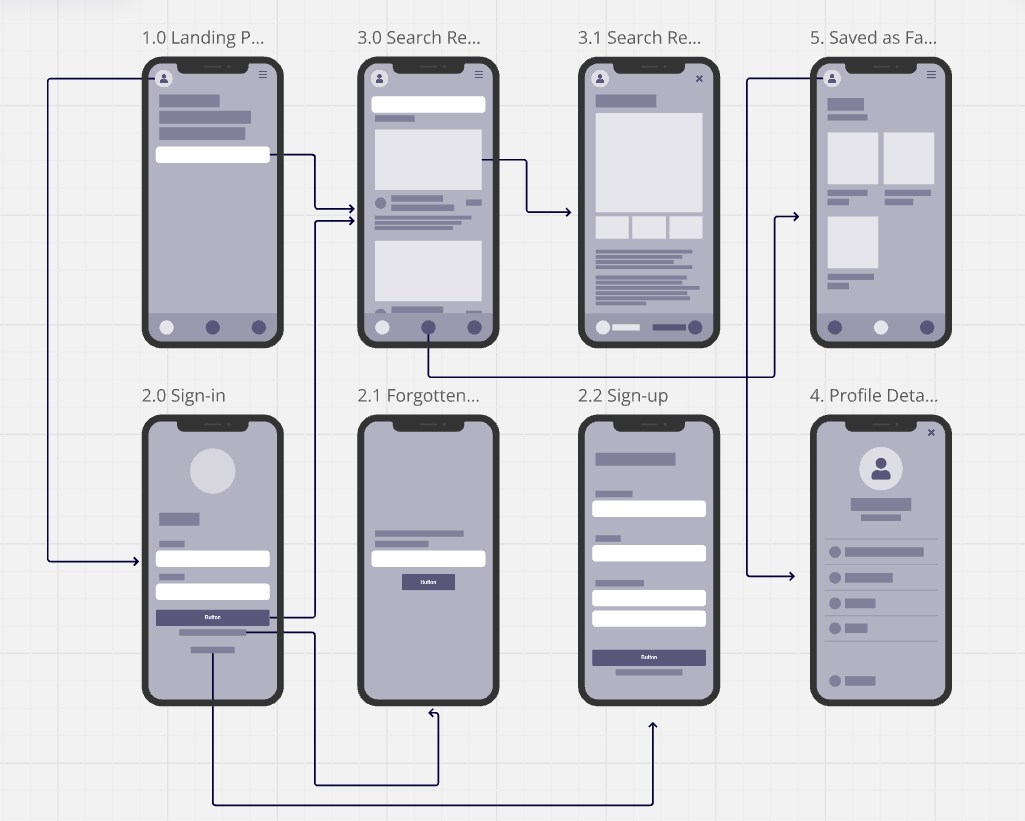 1.0 Landing P...
3.0 Search Re...
3.1 Search Re...
5. Saved as Fa...
2.0 Sign-in
2.1 Forgotten...
2.2 Sign-up
4. Profile Deta...
Button
Button
Button